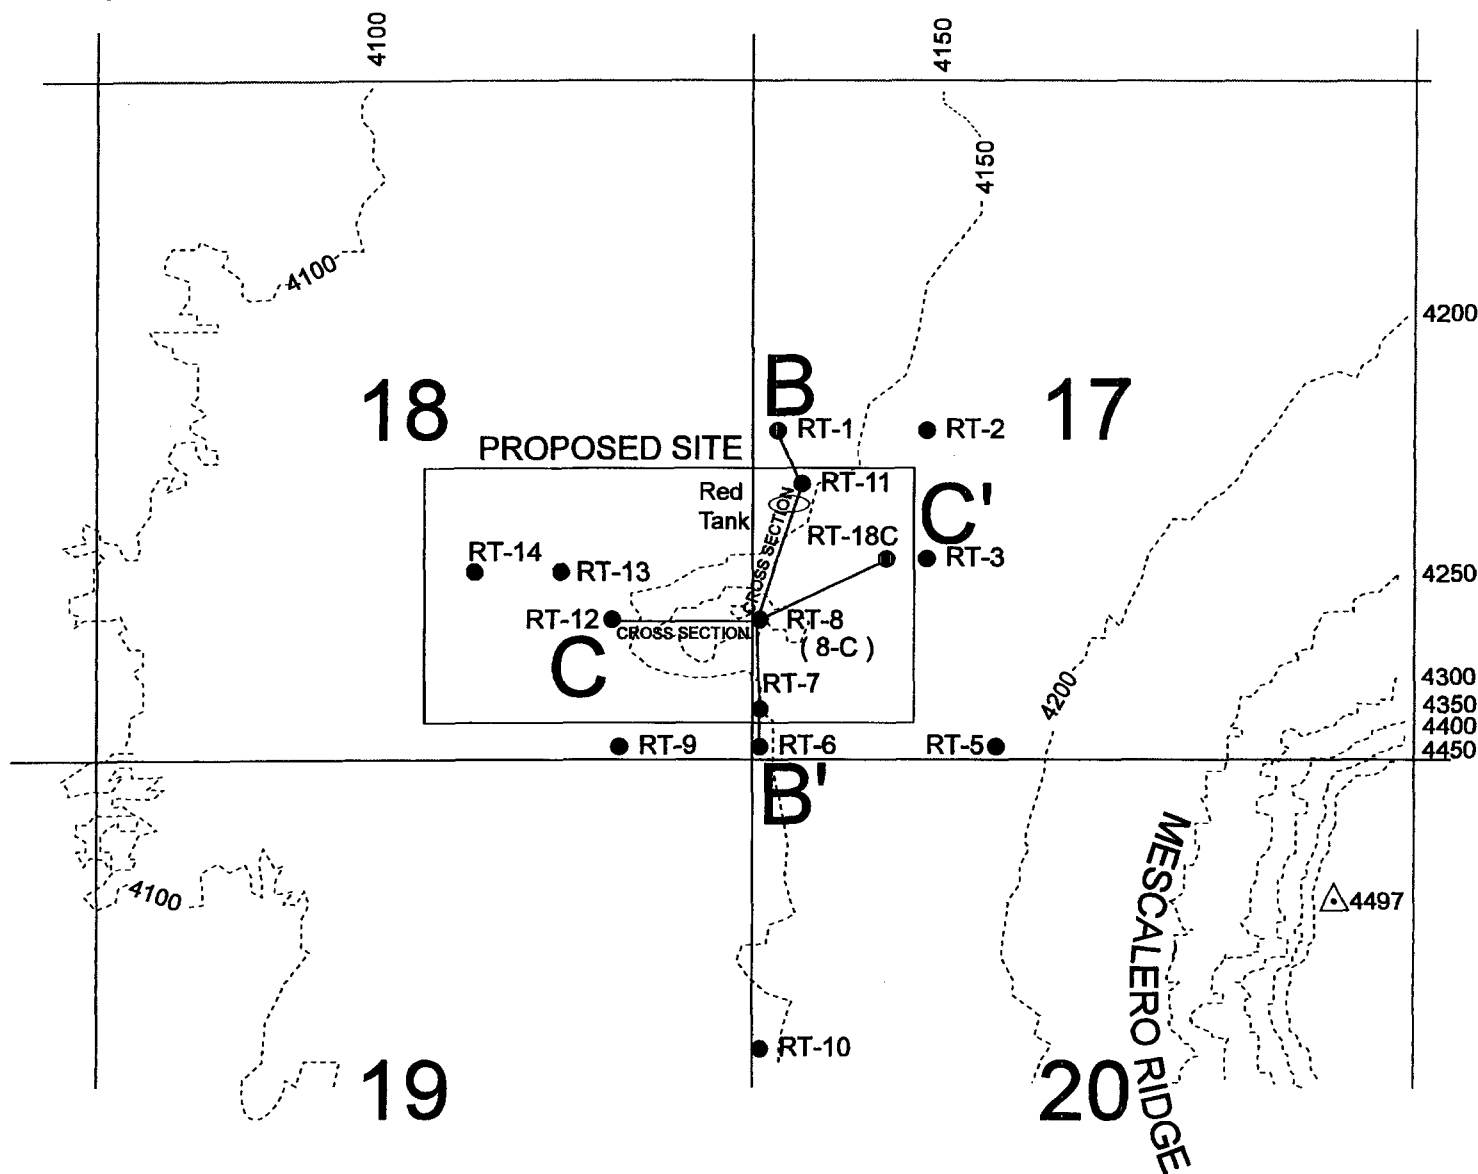 4100
4150
4150
4100
4200
18
B
17
RT-1
RT-2
PROPOSED SITE
Red
Tank
RT-11
CROSS SECTION
C'
RT-18C
RT-14
RT-13
RT-3
4250
RT-12
CROSS SECTION
RT-8
( 8-C )
C
RT-7
4200
4300
4350
4400
4450
RT-9
RT-6
RT-5
B'
4100
MESCALERO RIDGE
4497
RT-10
19
20